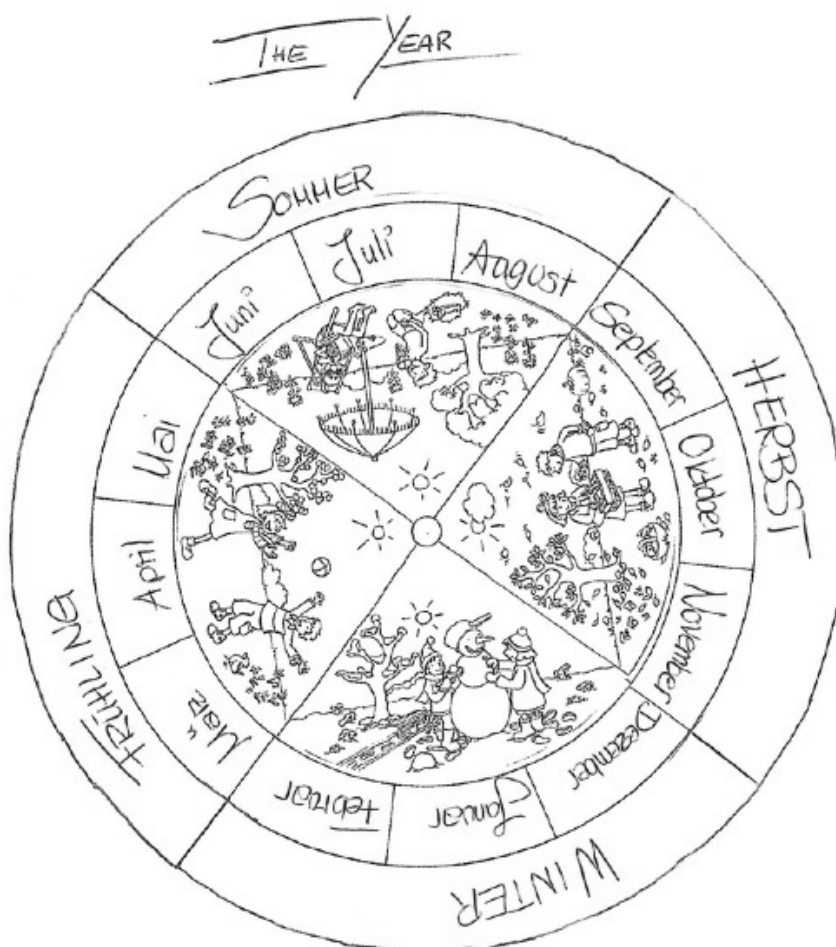 THE YEAR
SOMMER
Juni
Juli
August
HERBST
September
Oktober
November
WINTER
Dezember
Januar
Februar
FRÜHLING
März
April
Mai